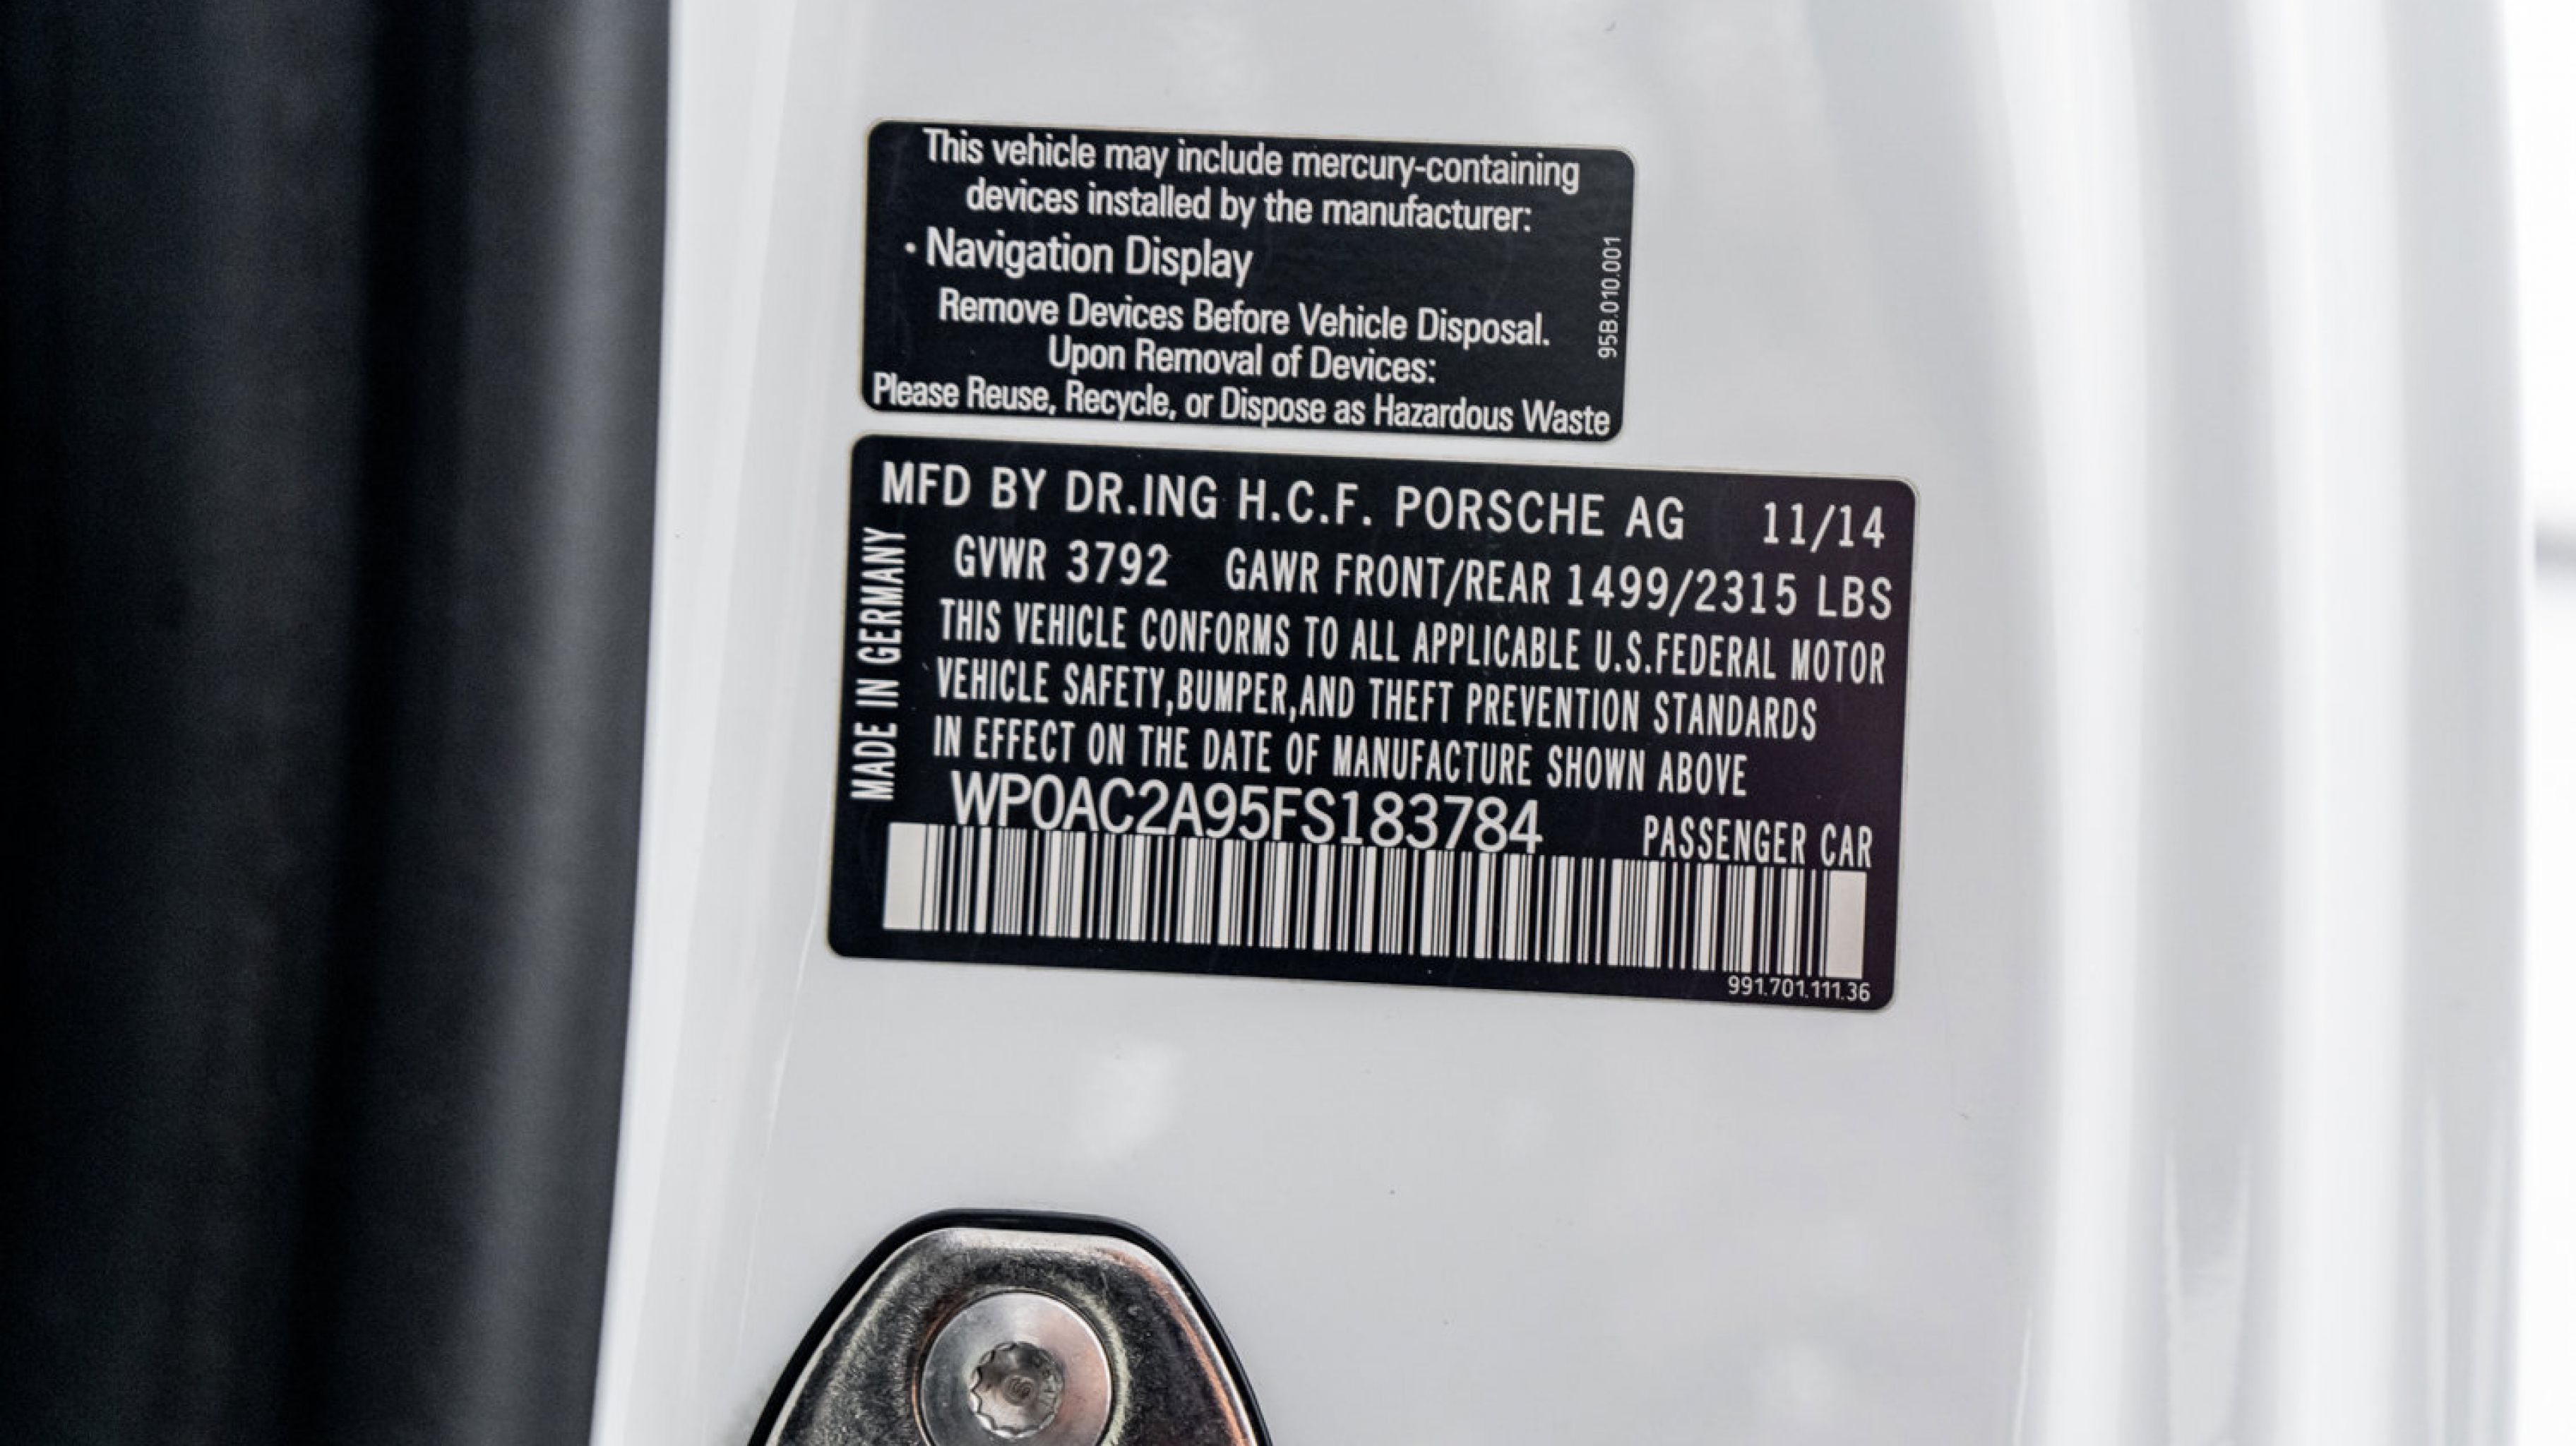 This vehicle may include mercury-containing
devices installed by the manufacturer:
· Navigation Display
Remove Devices Before Vehicle Disposal.
Upon Removal of Devices:
Please Reuse, Recycle, or Dispose as Hazardous Waste
95B.010.001
MFD BY DR.ING H.C.F. PORSCHE AG 11/14
GVWR 3792 GAWR FRONT/REAR 1499/2315 LBS
THIS VEHICLE CONFORMS TO ALL APPLICABLE U.S.FEDERAL MOTOR
VEHICLE SAFETY,BUMPER,AND THEFT PREVENTION STANDARDS
IN EFFECT ON THE DATE OF MANUFACTURE SHOWN ABOVE
WP0AC2A95FS183784 PASSENGER CAR
MADE IN GERMANY
991.701.111.36